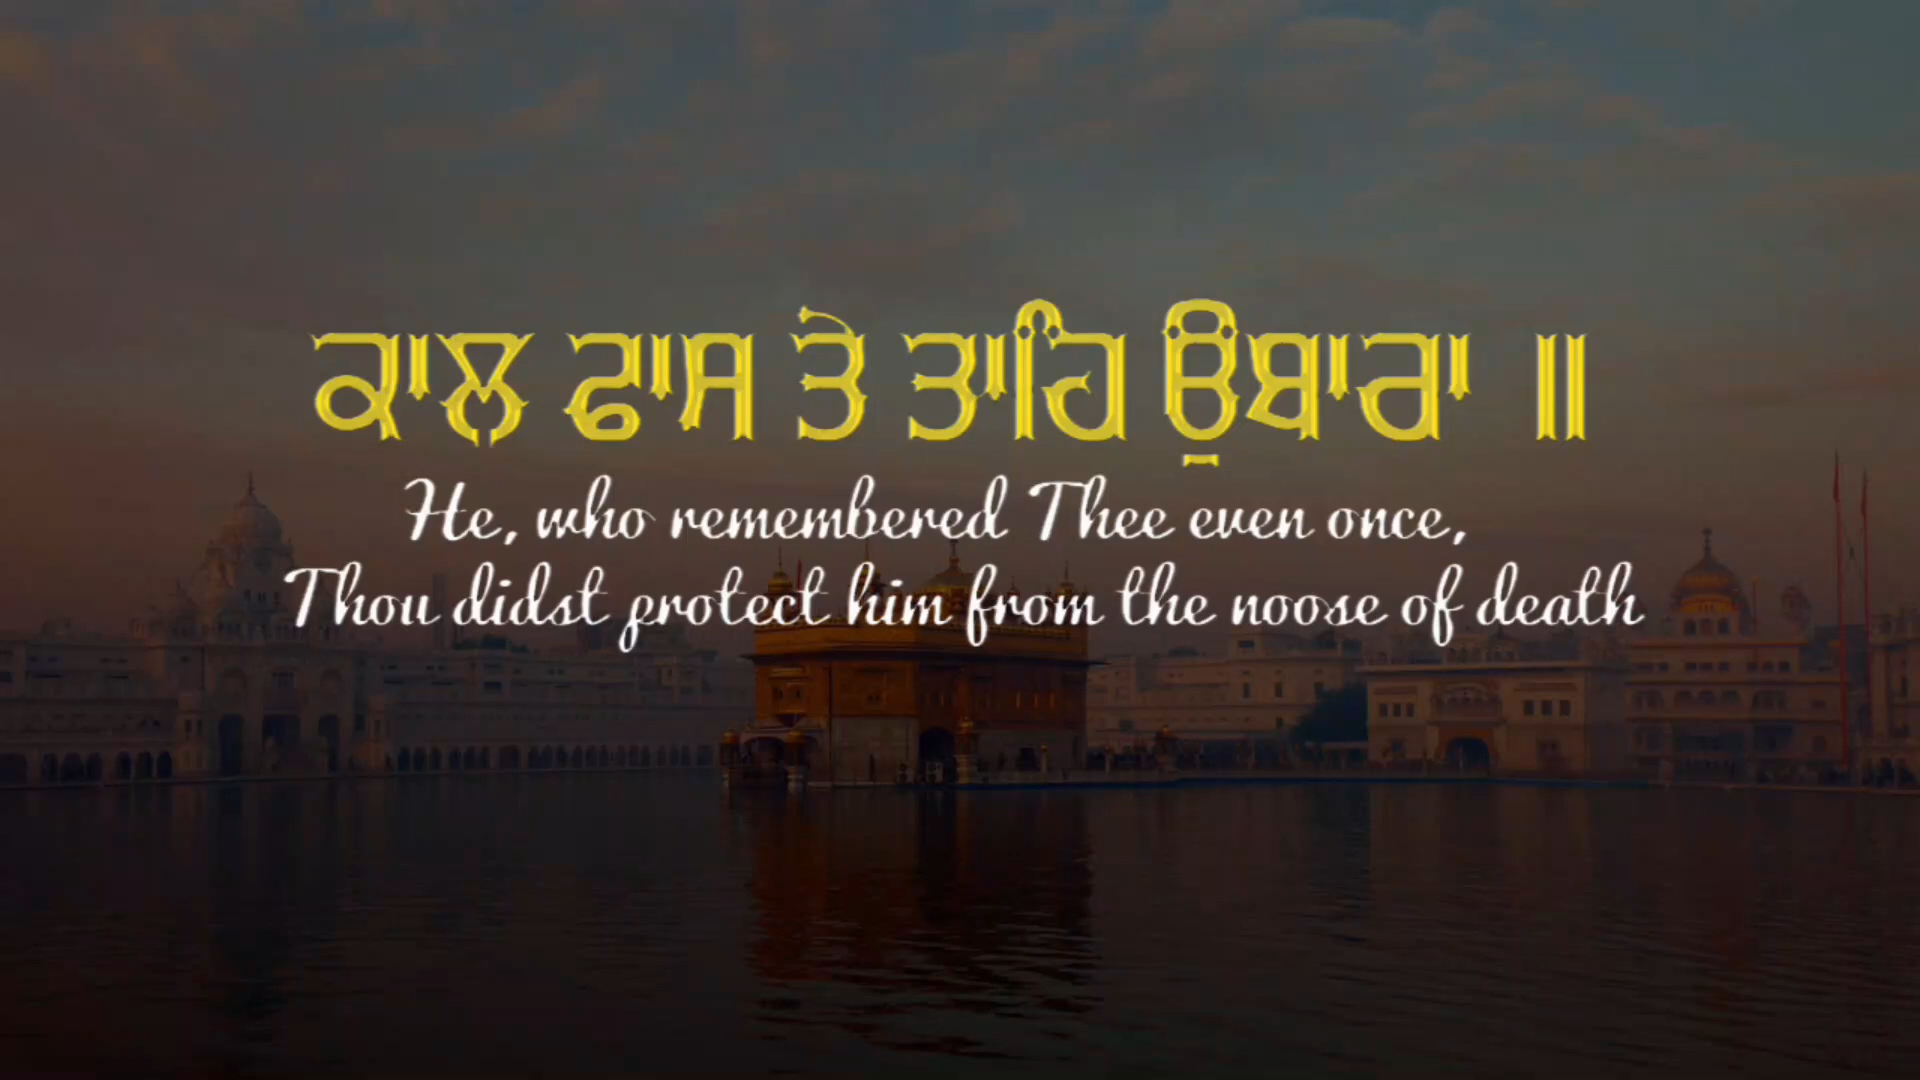 ਕਾਲ ਫਾਸ ਤੇ ਤਾਹਿ ਉਬਾਰਾ ॥
He, who remembered Thee even once,
Thou didst protect him from the noose of death